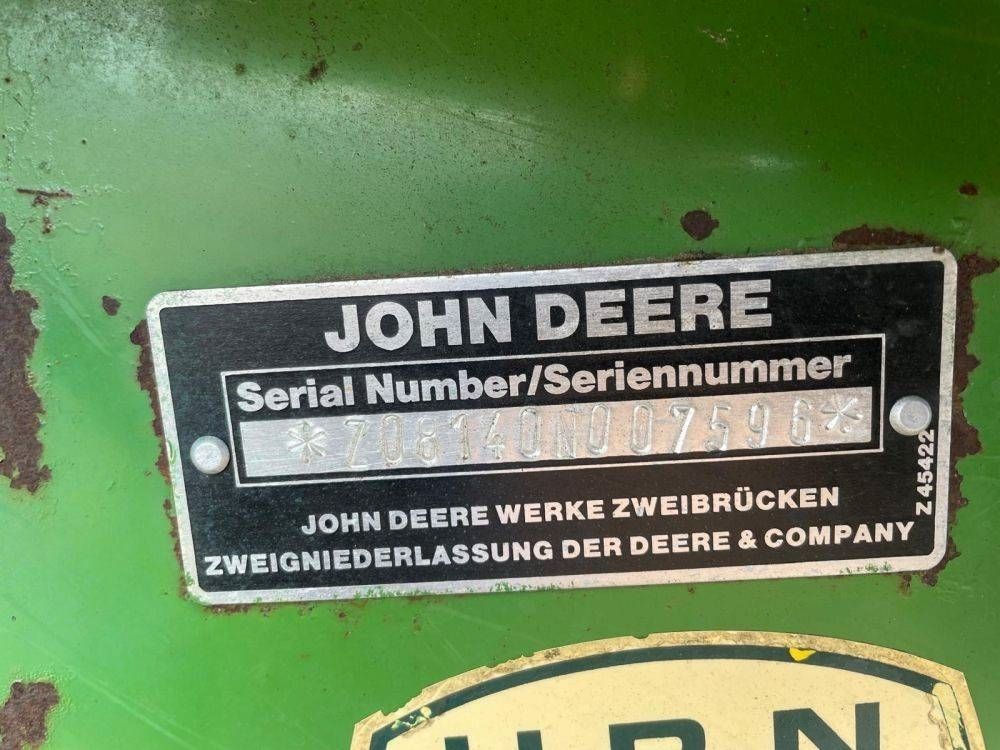 JOHN DEERE
Serial Number/Seriennummer
*Z08140N007596*
JOHN DEERE WERKE ZWEIBRÜCKEN
ZWEIGNIEDERLASSUNG DER DEERE & COMPANY
Z 45422